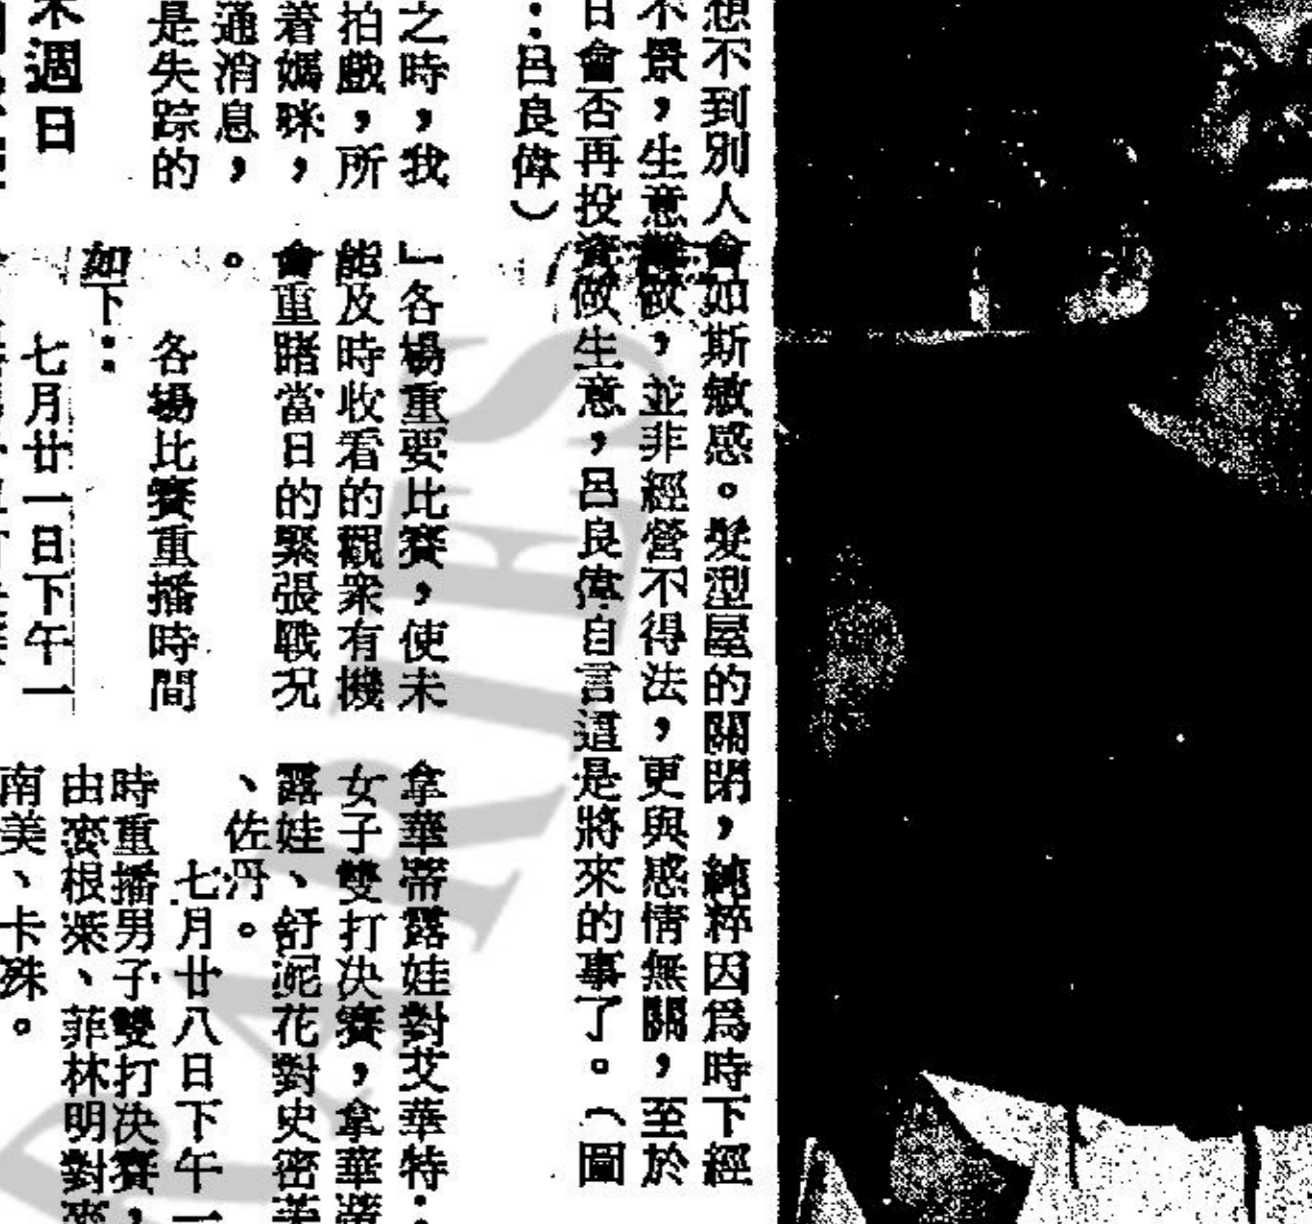 想不到別人會如斯敏感。髮型屋的關閉，純粹因爲時下經
不景，生意難做，並非經營不得法，更與感情無關，至於
日會否再投資做生意，呂良偉自言這是將來的事了。（圖
：呂良偉）
之時，我
拍戲，所
着媽咪，
通消息，
是失踪的
末週日
」各場重要比賽，使未
能及時收看的觀衆有機
會重睹當日的緊張戰況
。
各場比賽重播時間
如下：
七月廿一日下午一
拿華蒂露娃對艾華特：
女子雙打决賽，拿華蒂
露娃、舒泥花對史密芙
、佐丹。
七月廿八日下午一
時重播男子雙打决賽，
由麥根萊、菲林明對麥
南美、卡殊。